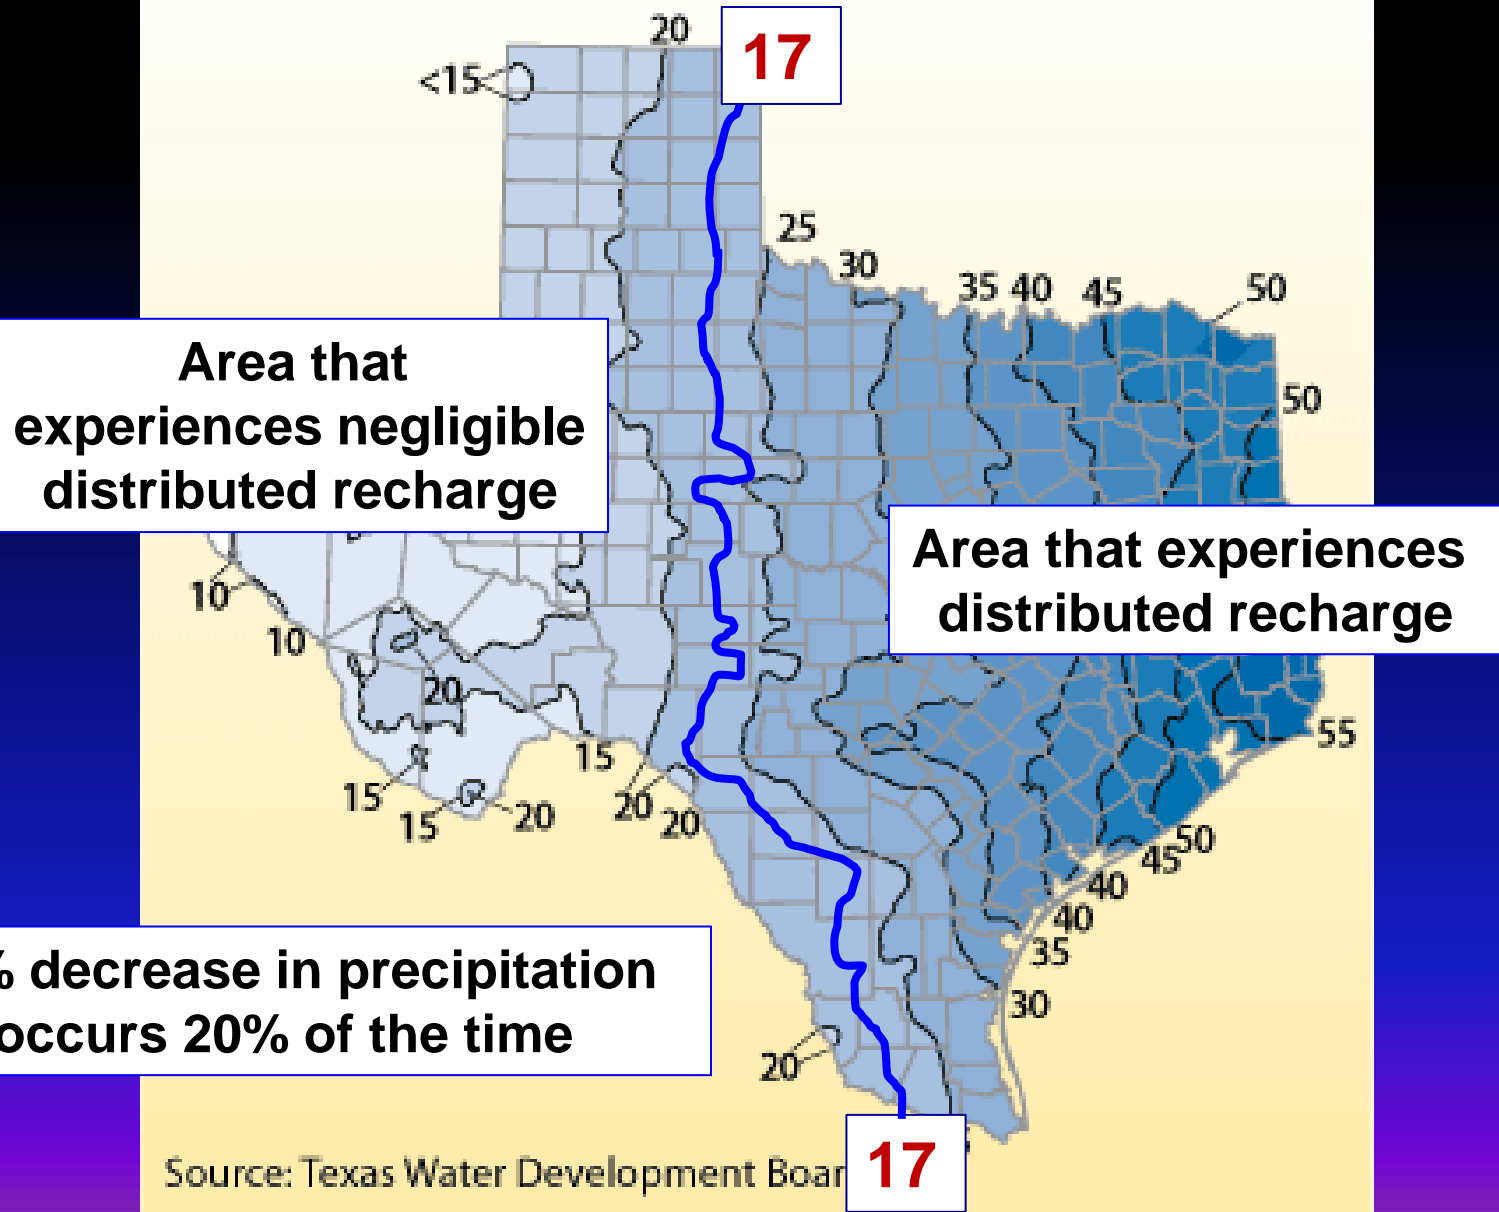 20
17
<15
25
30
35 40 45 50
Area that
experiences negligible
distributed recharge
50
Area that experiences
distributed recharge
10
10
20
55
15
15
15
20
20
20
45
50
40
40
35
30
% decrease in precipitation
occurs 20% of the time
20
17
Source: Texas Water Development Boar